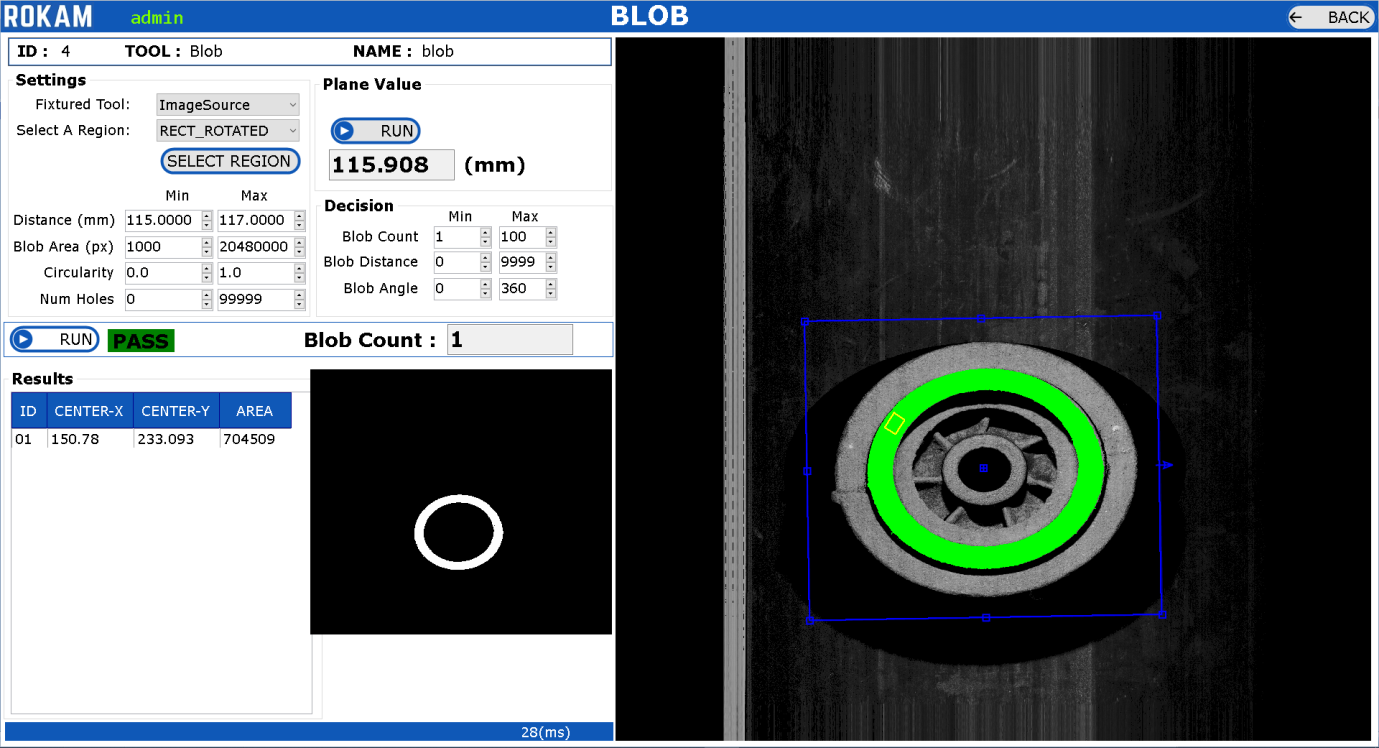 ROKAM admin BLOB ← BACK
ID : 4 TOOL : Blob NAME : blob
Settings
Fixtured Tool: ImageSource
Select A Region: RECT_ROTATED
SELECT REGION
Min Max
Distance (mm) 115.0000 117.0000
Blob Area (px) 1000 20480000
Circularity 0.0 1.0
Num Holes 0 99999
Plane Value
RUN
115.908 (mm)
Decision
Min Max
Blob Count 1 100
Blob Distance 0 9999
Blob Angle 0 360
RUN PASS Blob Count : 1
Results
ID CENTER-X CENTER-Y AREA
01 150.78 233.093 704509
28(ms)